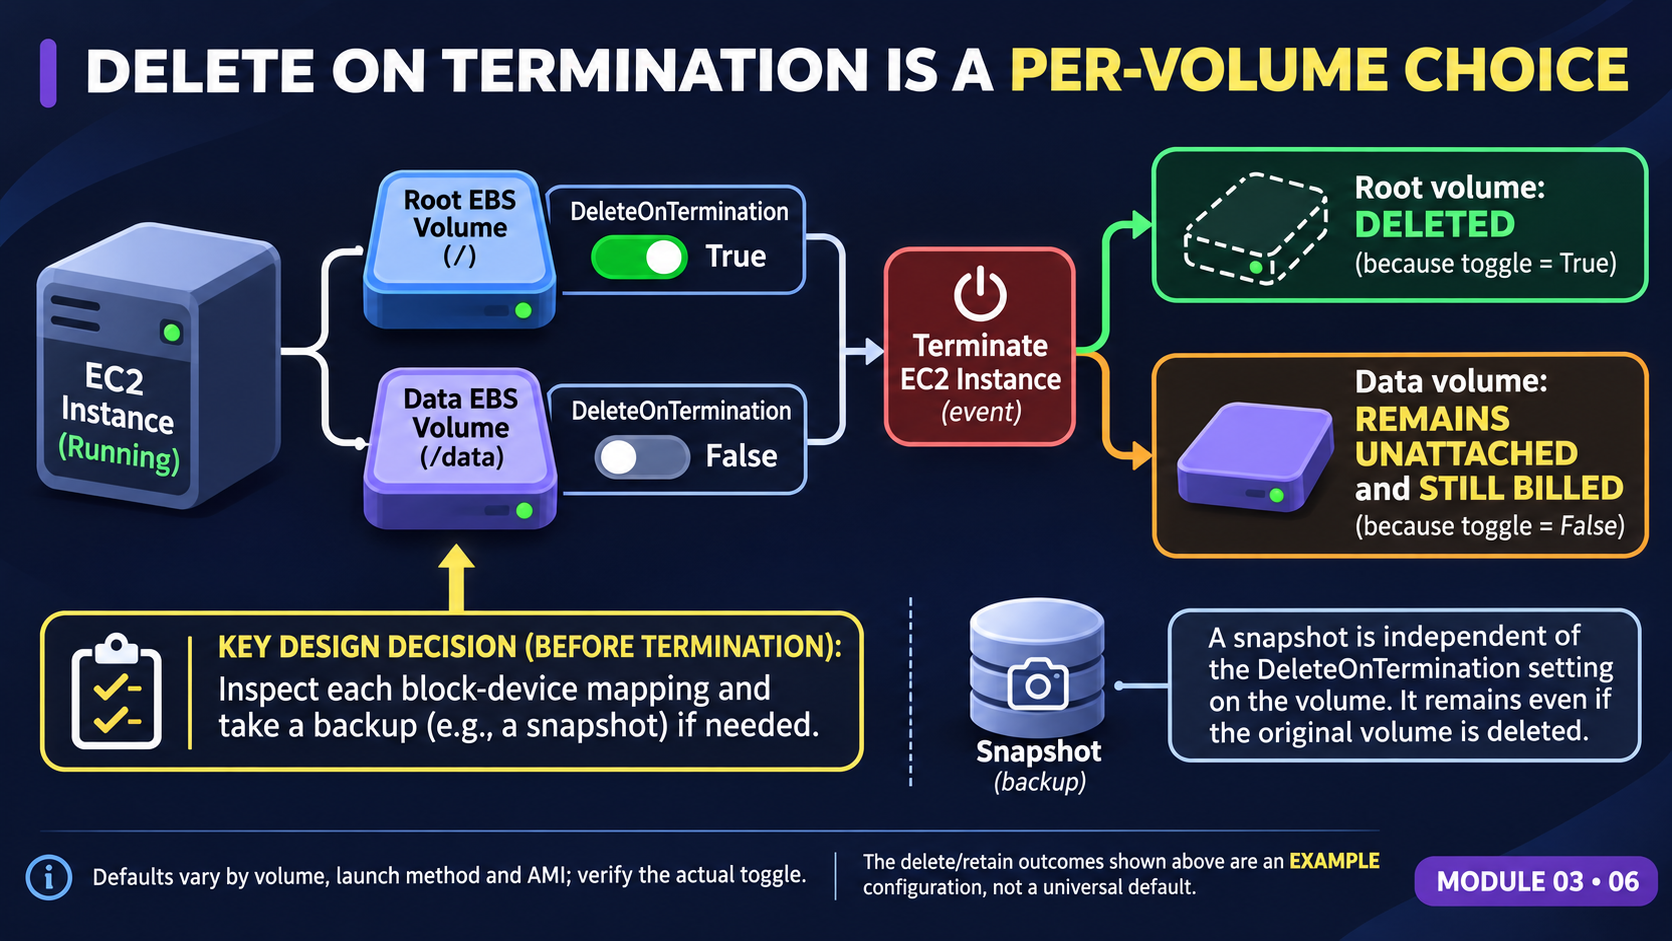 DELETE ON TERMINATION IS A PER-VOLUME CHOICE
EC2
Instance
(Running)
Root EBS
Volume
(/)
DeleteOnTermination
True
Data EBS
Volume
(/data)
DeleteOnTermination
False
Terminate
EC2 Instance
(event)
Root volume:
DELETED
(because toggle = True)
Data volume:
REMAINS
UNATTACHED
and STILL BILLED
(because toggle = False)
KEY DESIGN DECISION (BEFORE TERMINATION):
Inspect each block-device mapping and
take a backup (e.g., a snapshot) if needed.
Snapshot
(backup)
A snapshot is independent of
the DeleteOnTermination setting
on the volume. It remains even if
the original volume is deleted.
Defaults vary by volume, launch method and AMI; verify the actual toggle.
The delete/retain outcomes shown above are an EXAMPLE
configuration, not a universal default.
MODULE 03 • 06